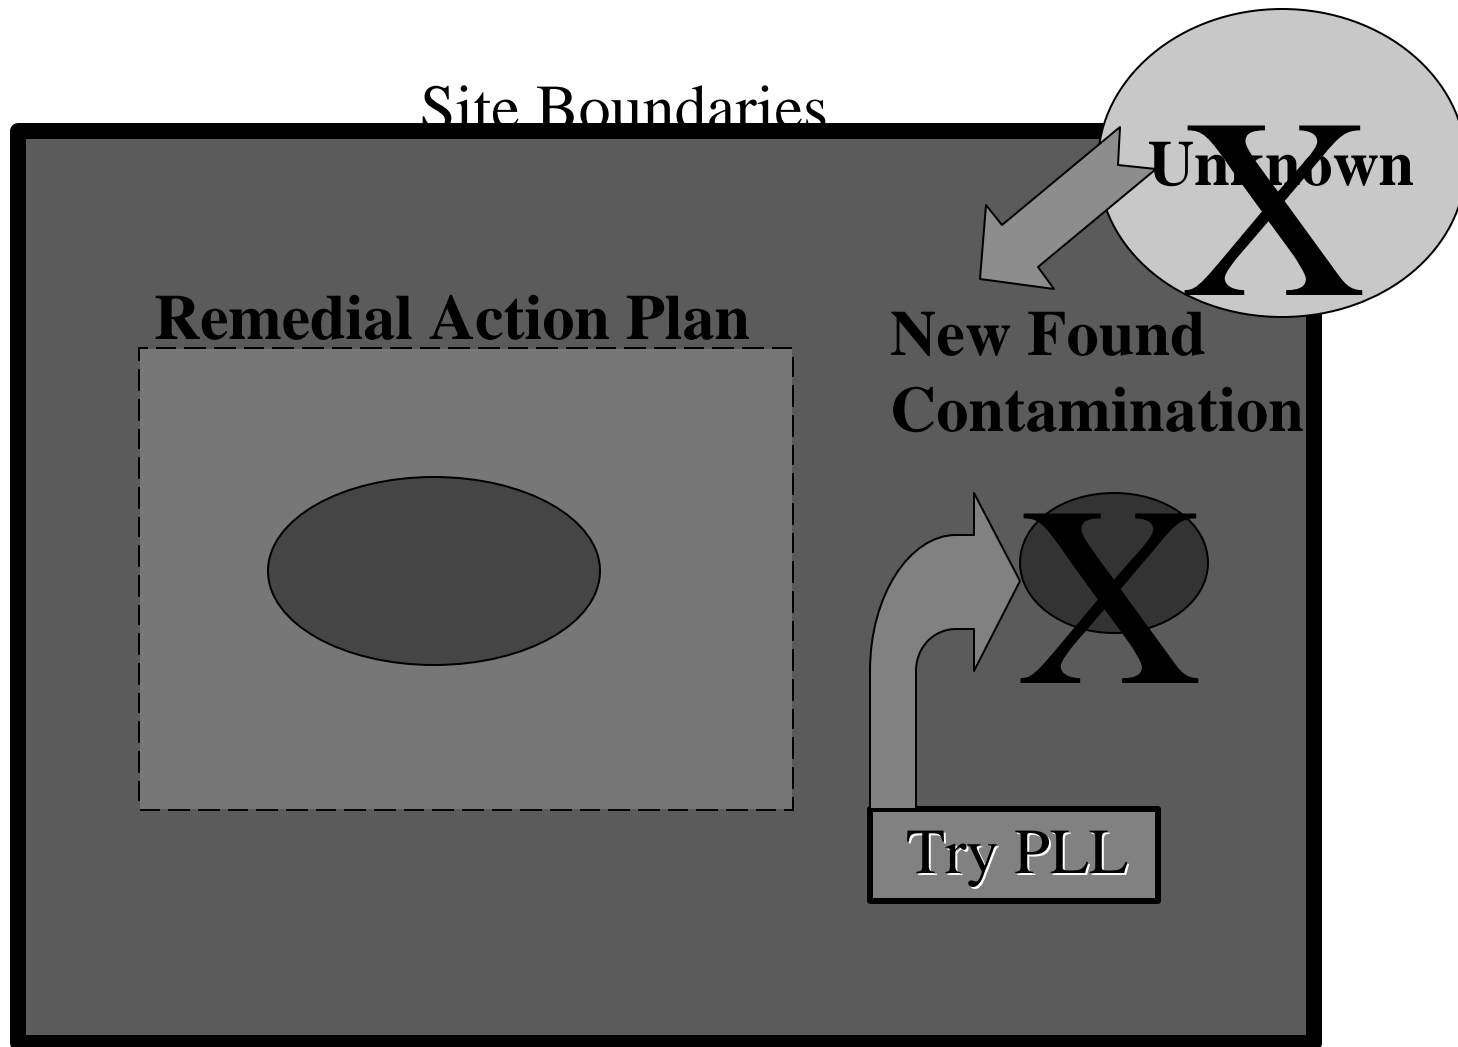 Site Boundaries
Unknown
X
Remedial Action Plan
New Found
Contamination
X
Try PLL